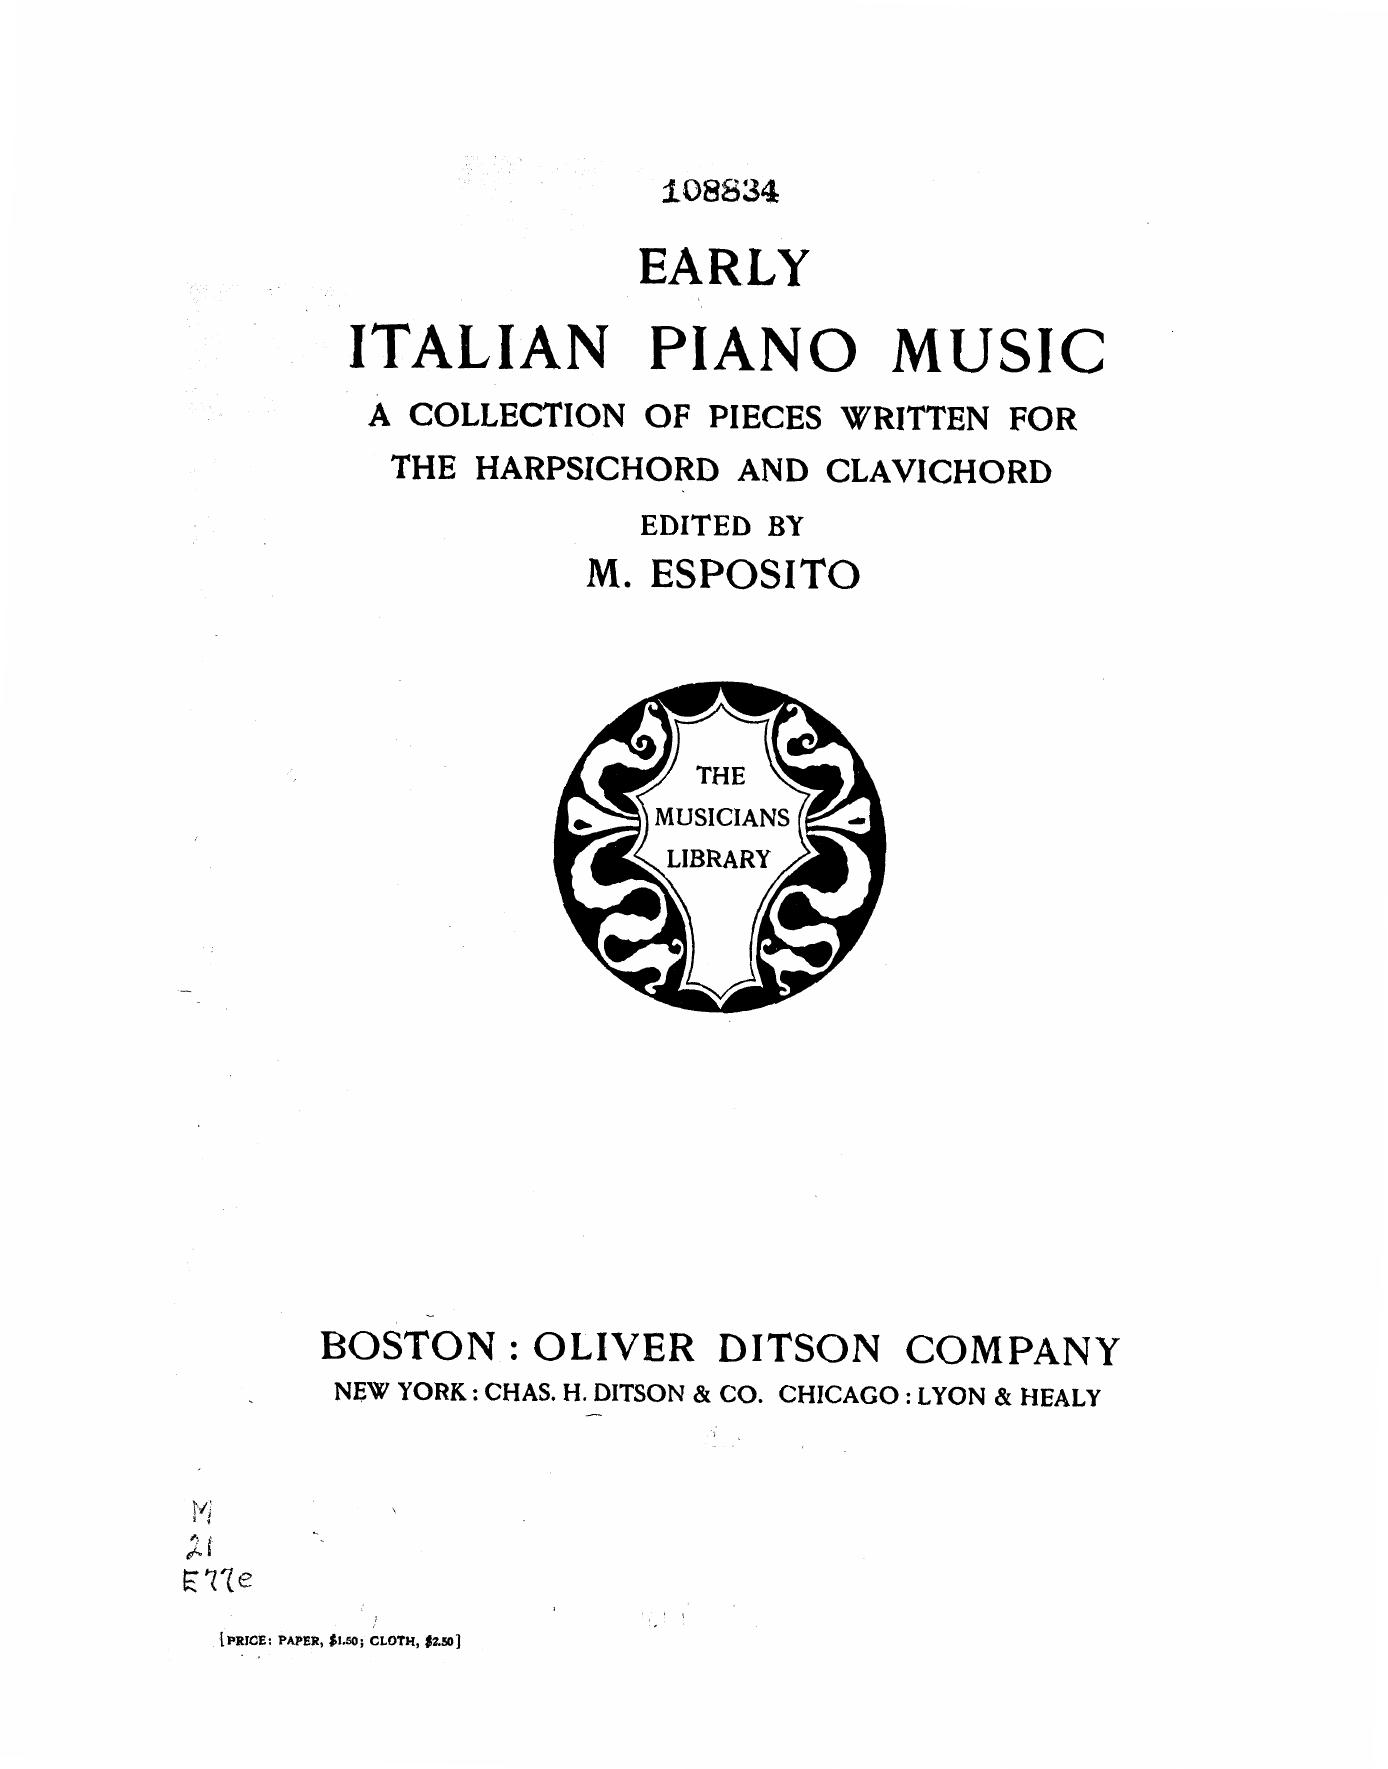 108834
EARLY
ITALIAN PIANO MUSIC
A COLLECTION OF PIECES WRITTEN FOR
THE HARPSICHORD AND CLAVICHORD
EDITED BY
M. ESPOSITO
THE
MUSICIANS
LIBRARY
BOSTON : OLIVER DITSON COMPANY
NEW YORK : CHAS. H. DITSON & CO. CHICAGO : LYON & HEALY
M
21
E77e
[PRICE: PAPER, $1.50; CLOTH, $2.50]